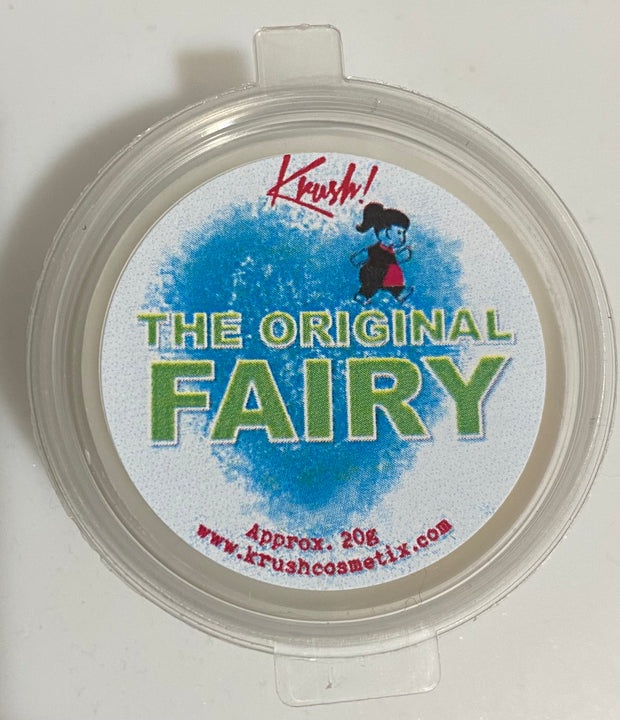 Krush!
THE ORIGINAL
FAIRY
Approx. 20g
www.krushcosmetix.com